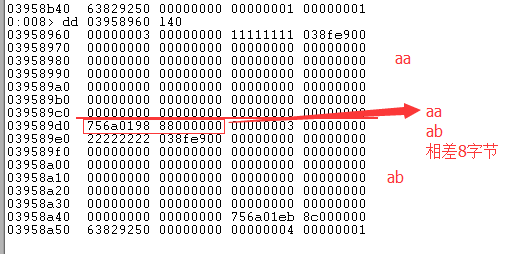 03958b40  63829250 00000000 00000001 00000001
0:008> dd 03958960 l40
03958960  00000003 00000000 11111111 038fe900
03958970  00000000 00000000 00000000 00000000
03958980  00000000 00000000 00000000 00000000
aa
03958990  00000000 00000000 00000000 00000000
039589a0  00000000 00000000 00000000 00000000
039589b0  00000000 00000000 00000000 00000000
039589c0  00000000 00000000 00000000 00000000
aa
039589d0  756a0198 88000000 00000000 00000003
ab
039589e0  22222222 038fe900 00000000 00000000
相差8字节
039589f0  00000000 00000000 00000000 00000000
03958a00  00000000 00000000 00000000 00000000
03958a10  00000000 00000000 00000000 00000000
ab
03958a20  00000000 00000000 00000000 00000000
03958a30  00000000 00000000 00000000 00000000
03958a40  00000000 00000000 756a01eb 8c000000
03958a50  63829250 00000000 00000004 00000001